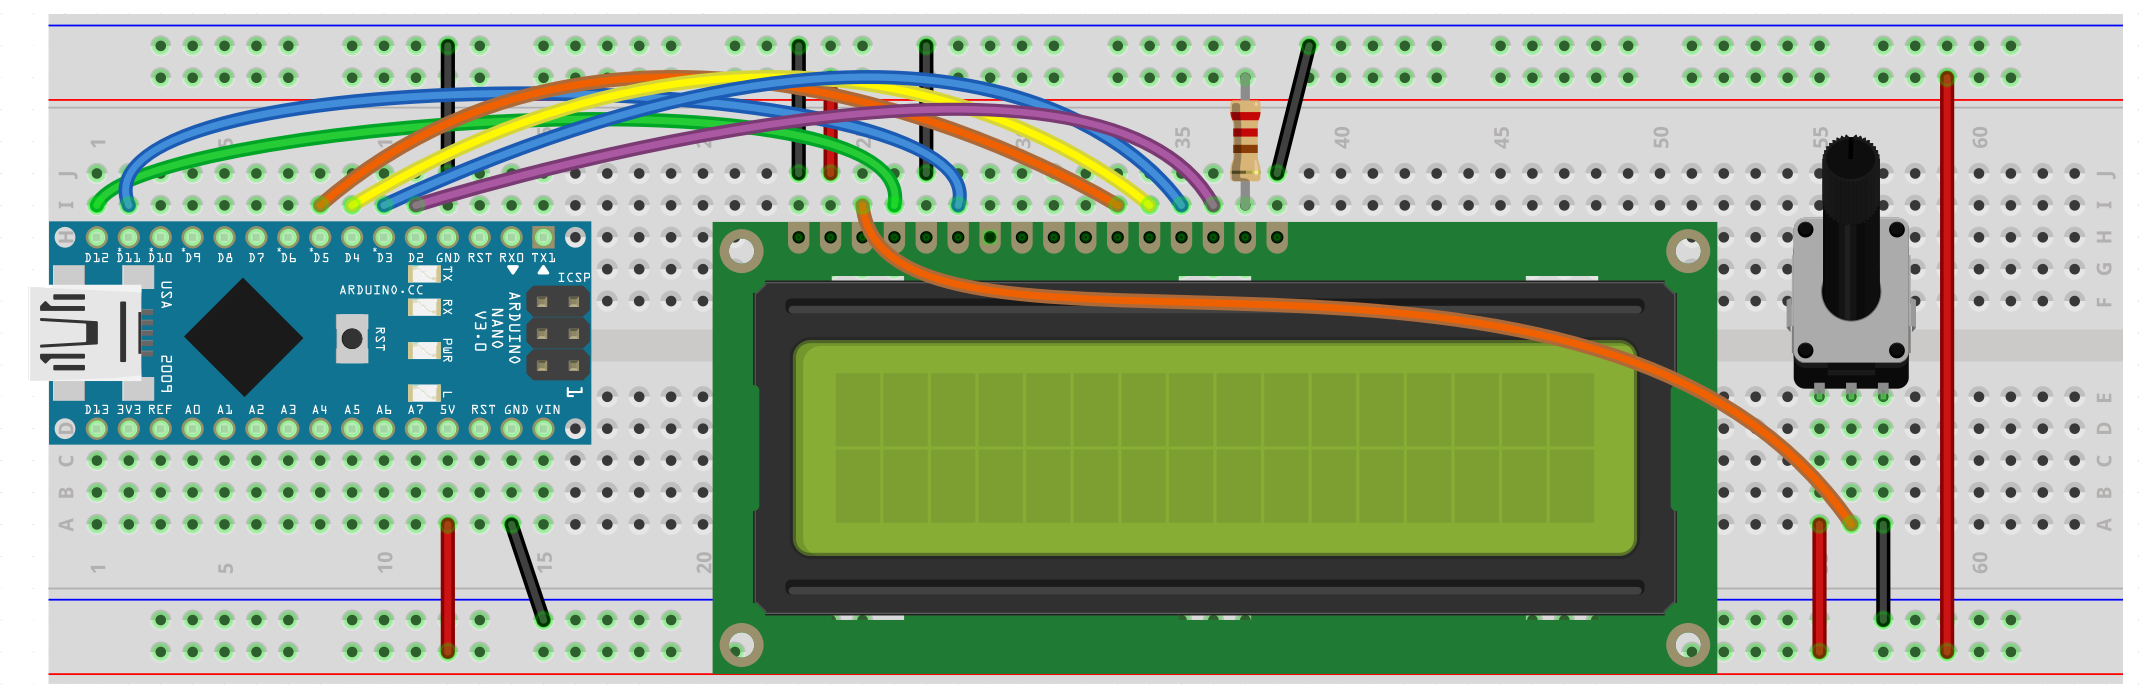 1 5 10 15 20 25 30 35 40 45 50 55 60
J J
I I
H H
D12 D11 D10 D9 D8 D7 D6 D5 D4 D3 D2 GND RST RX0 TX1
G
F
USA
ARDUINO.CC
TX
RX
ICSP
RST
ARDUINO
NANO
V3.0
PWR
L
1
2009
D13 3V3 REF A0 A1 A2 A3 A4 A5 A6 A7 5V RST GND VIN
E
D D
C C
B B
A A
1 5 10 15 20 60